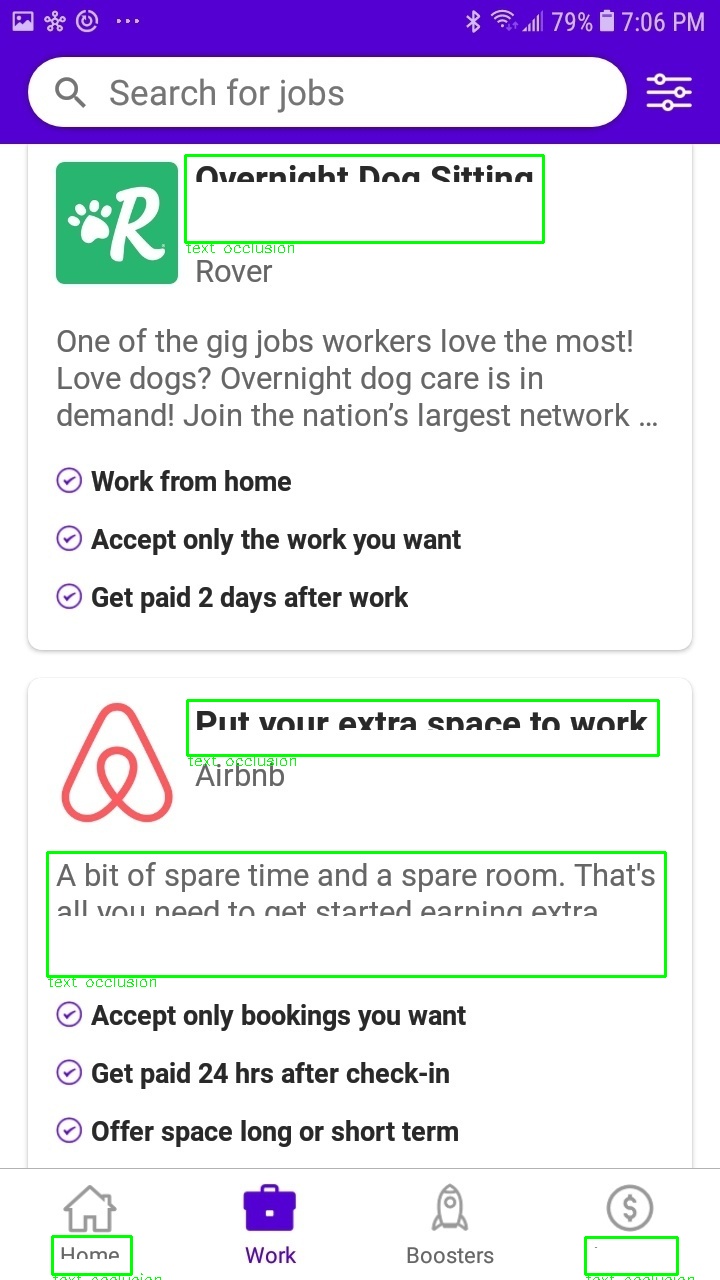 79% 7:06 PM
Search for jobs
Overnight Dog Sitting
text occlusion
R
Rover
One of the gig jobs workers love the most!
Love dogs? Overnight dog care is in
demand! Join the nation’s largest network ...
Work from home
Accept only the work you want
Get paid 2 days after work
Put your extra space to work
text occlusion
Airbnb
A bit of spare time and a spare room. That's
all you need to get started earning extra
text occlusion
Accept only bookings you want
Get paid 24 hrs after check-in
Offer space long or short term
Home
Work
Boosters
text occlusion
text occlusion